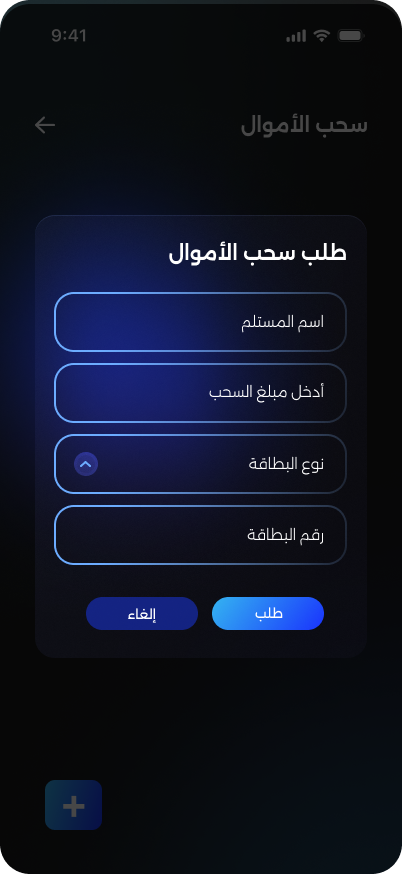 9:41
سحب الأموال
طلب سحب الأموال
اسم المستلم
أدخل مبلغ السحب
نوع البطاقة
رقم البطاقة
طلب
إلغاء